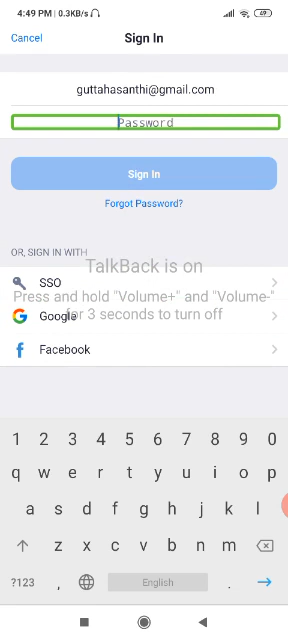 4:49 PM | 0.3KB/s
49
Cancel
Sign In
guttahasanthi@gmail.com
Password
Sign In
Forgot Password?
OR, SIGN IN WITH
TalkBack is on
SSO
Press and hold "Volume+" and "Volume-"
Google
for 3 seconds to turn off
Facebook
1 2 3 4 5 6 7 8 9 0
q w e r t y u i o p
a s d f g h j k l
z x c v b n m
?123 , English .